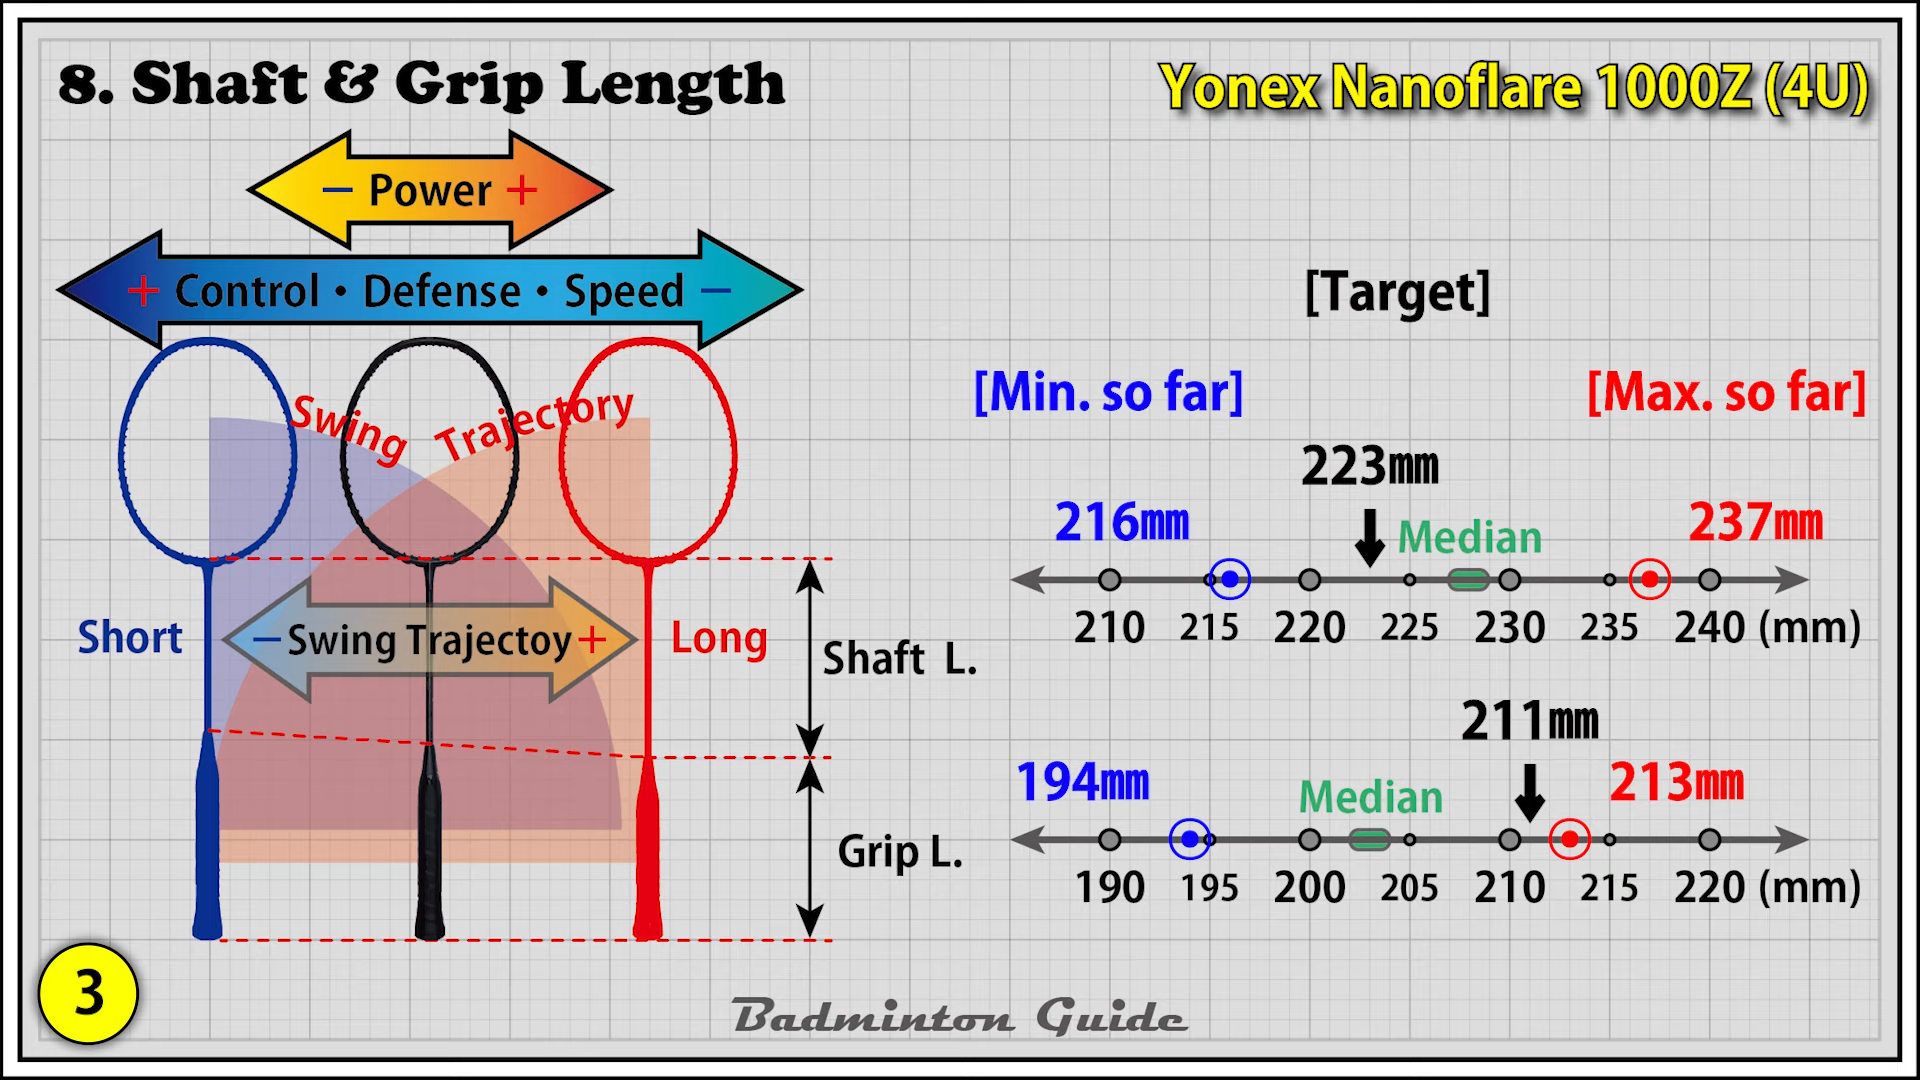 8. Shaft & Grip Length
Yonex Nanoflare 1000Z (4U)
− Power +
+ Control・Defense・Speed −
[Target]
[Min. so far]
[Max. so far]
Swing Trajectory
223mm
216mm
Median
237mm
210 215 220 225 230 235 240 (mm)
Short
− Swing Trajectoy +
Long
Shaft L.
211mm
194mm
Median
213mm
Grip L.
190 195 200 205 210 215 220 (mm)
3
Badminton Guide